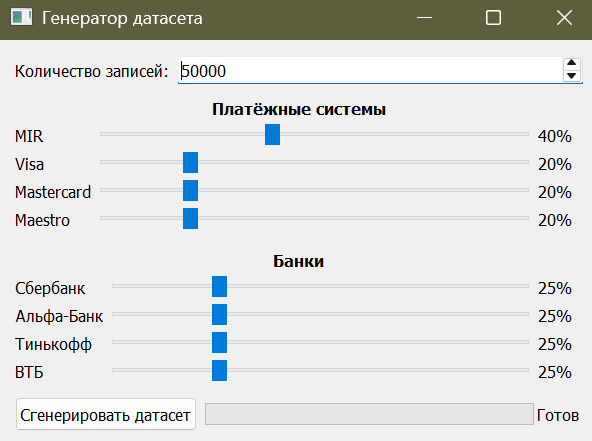 Генератор датасета
Количество записей: 50000
Платёжные системы
MIR 40%
Visa 20%
Mastercard 20%
Maestro 20%
Банки
Сбербанк 25%
Альфа-Банк 25%
Тинькофф 25%
ВТБ 25%
Сгенерировать датасет Готов